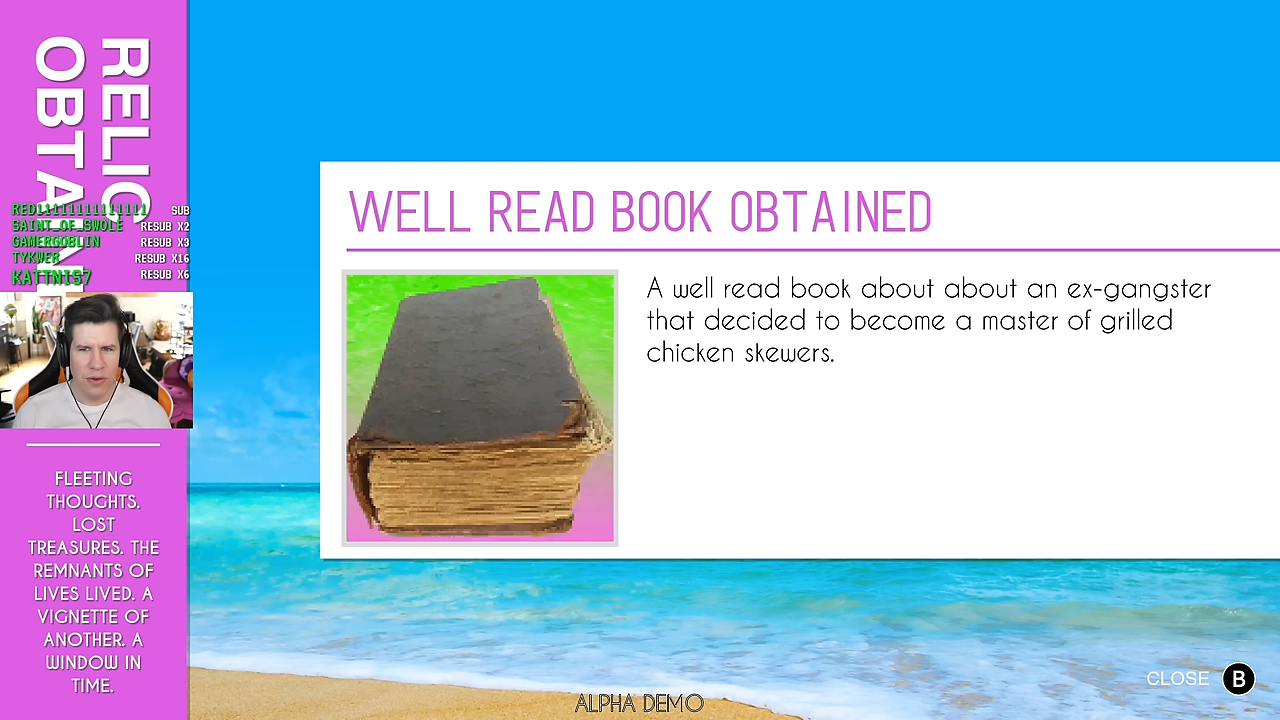 RELIC
OBTAINE
RED11111111111111 SUB
SAINT_OF_SWOLE RESUB X2
GAMERGOBLIN RESUB X3
TYKWER RESUB X16
KATTNIS7 RESUB X6
FLEETING
THOUGHTS.
LOST
TREASURES. THE
REMNANTS OF
LIVES LIVED. A
VIGNETTE OF
ANOTHER. A
WINDOW IN
TIME.
WELL READ BOOK OBTAINED
A well read book about about an ex-gangster
that decided to become a master of grilled
chicken skewers.
CLOSE B
ALPHA DEMO